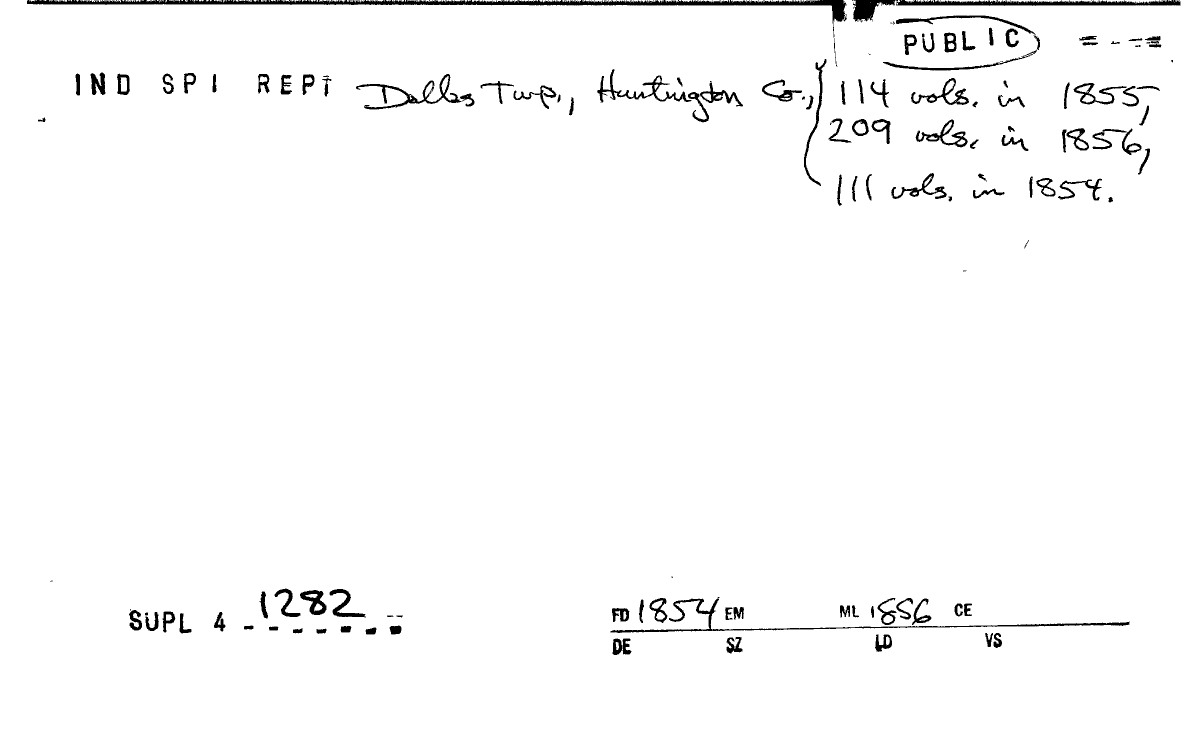 PUBLIC
IND SPI REPT Dallas Twp., Huntington Co., 114 vols. in 1855,
209 vols. in 1856,
111 vols. in 1854.
SUPL 4 1282
FD 1854 EM ML 1856 CE
DE SZ LD VS